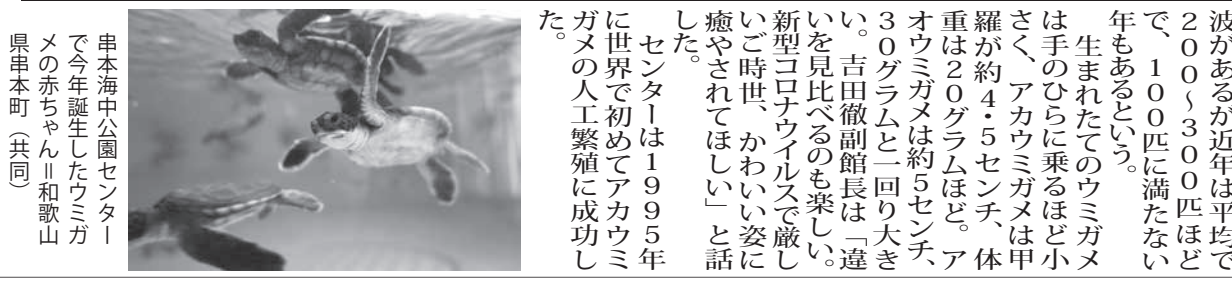 波があるが近年は平均で
200~300匹ほど
で、100匹に満たない
年もあるという。
　生まれたてのウミガメ
は手のひらに乗るほど小
さく、アカウミガメは甲
羅が約4・5センチ、体
重は20グラムほど。ア
オウミガメは約5センチ、
30グラムと一回り大き
い。吉田徹副館長は「違
いを見比べるのも楽しい。
新型コロナウイルスで厳し
いご時世、かわいい姿に
癒やされてほしい」と話
した。
　センターは1995年
に世界で初めてアカウミ
ガメの人工繁殖に成功し
た。
串本海中公園センター
で今年誕生したウミガ
メの赤ちゃん=和歌山
県串本町(共同)